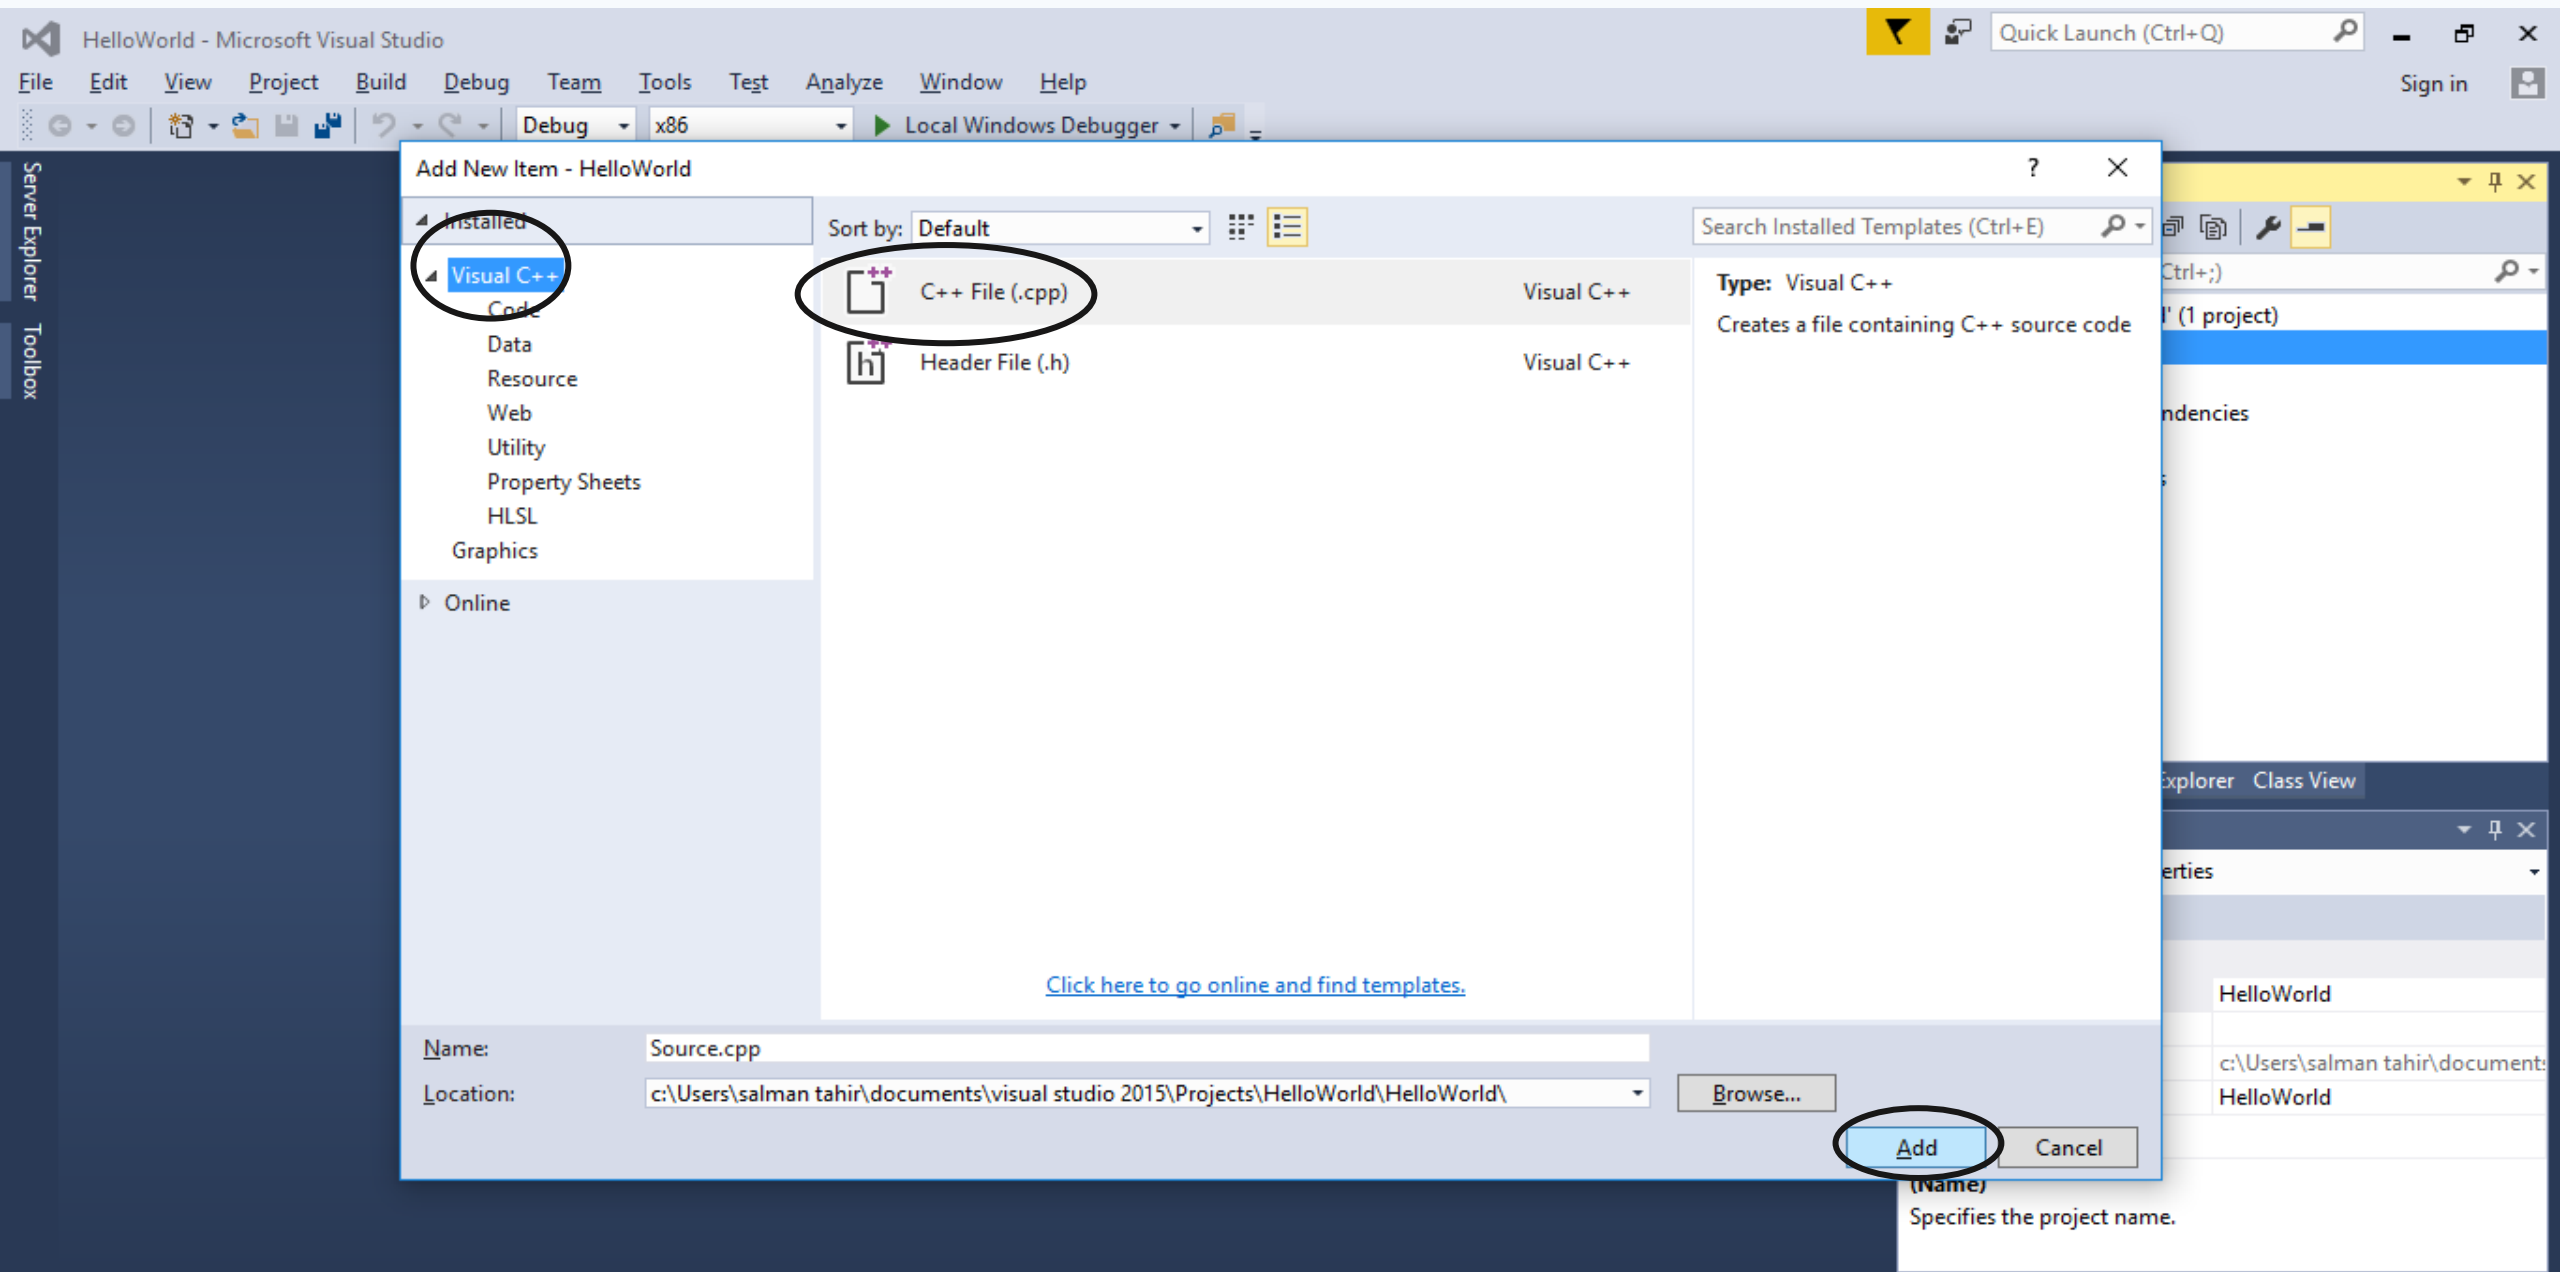 HelloWorld - Microsoft Visual Studio
Quick Launch (Ctrl+Q)
File Edit View Project Build Debug Team Tools Test Analyze Window Help
Sign in
Debug x86 Local Windows Debugger
Server Explorer
Toolbox
Add New Item - HelloWorld
?
Installed
Sort by: Default
Search Installed Templates (Ctrl+E)
Visual C++
Code
Data
Resource
Web
Utility
Property Sheets
HLSL
Graphics
Online
C++ File (.cpp) Visual C++
Header File (.h) Visual C++
Type: Visual C++
Creates a file containing C++ source code
Click here to go online and find templates.
Name: Source.cpp
Location: c:\Users\salman tahir\documents\visual studio 2015\Projects\HelloWorld\HelloWorld\
Browse...
Add Cancel
Ctrl+;)
(1 project)
ndencies
Explorer Class View
erties
HelloWorld
c:\Users\salman tahir\documents
HelloWorld
(Name)
Specifies the project name.